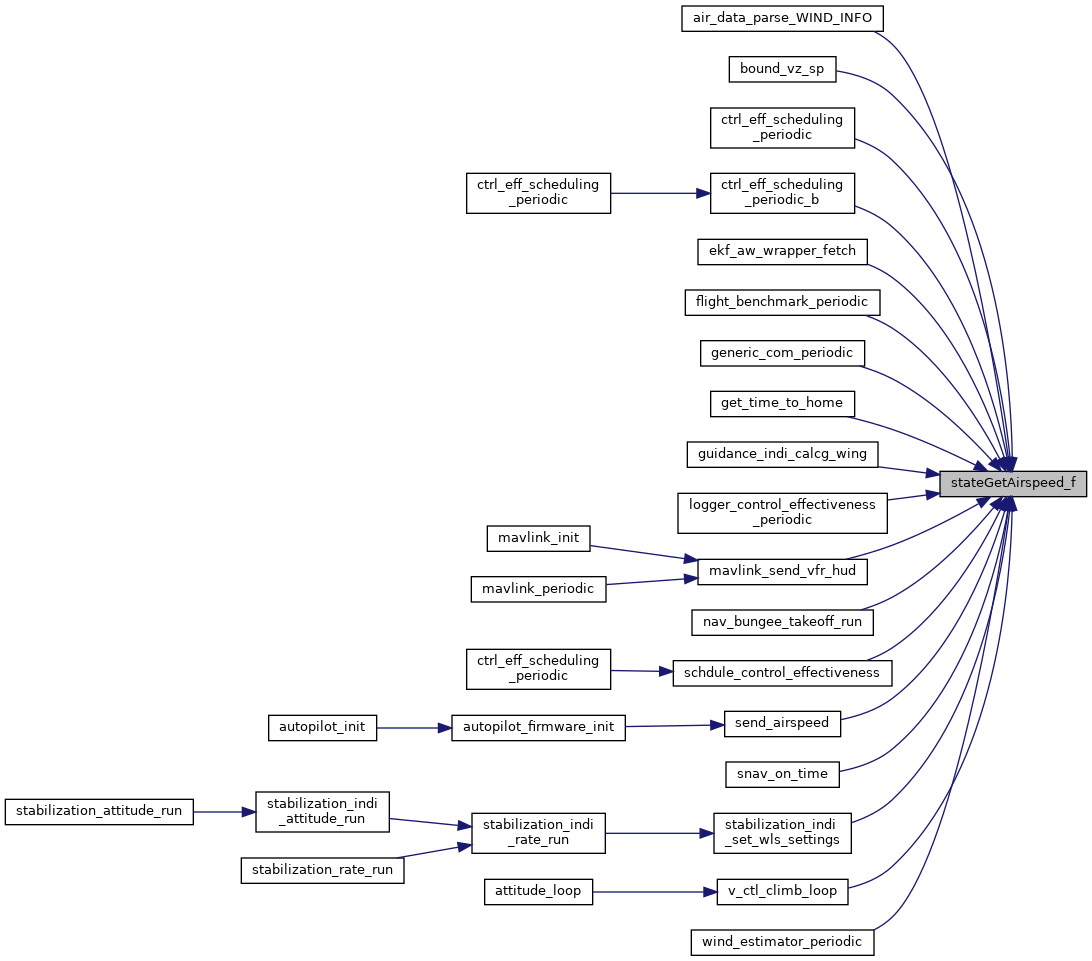 air_data_parse_WIND_INFO
bound_vz_sp
ctrl_eff_scheduling
_periodic
ctrl_eff_scheduling
_periodic
ctrl_eff_scheduling
_periodic_b
ekf_aw_wrapper_fetch
flight_benchmark_periodic
generic_com_periodic
get_time_to_home
guidance_indi_calcg_wing
stateGetAirspeed_f
logger_control_effectiveness
_periodic
mavlink_init
mavlink_send_vfr_hud
mavlink_periodic
nav_bungee_takeoff_run
ctrl_eff_scheduling
_periodic
schdule_control_effectiveness
autopilot_init
autopilot_firmware_init
send_airspeed
snav_on_time
stabilization_attitude_run
stabilization_indi
_attitude_run
stabilization_indi
_rate_run
stabilization_indi
_set_wls_settings
stabilization_rate_run
attitude_loop
v_ctl_climb_loop
wind_estimator_periodic